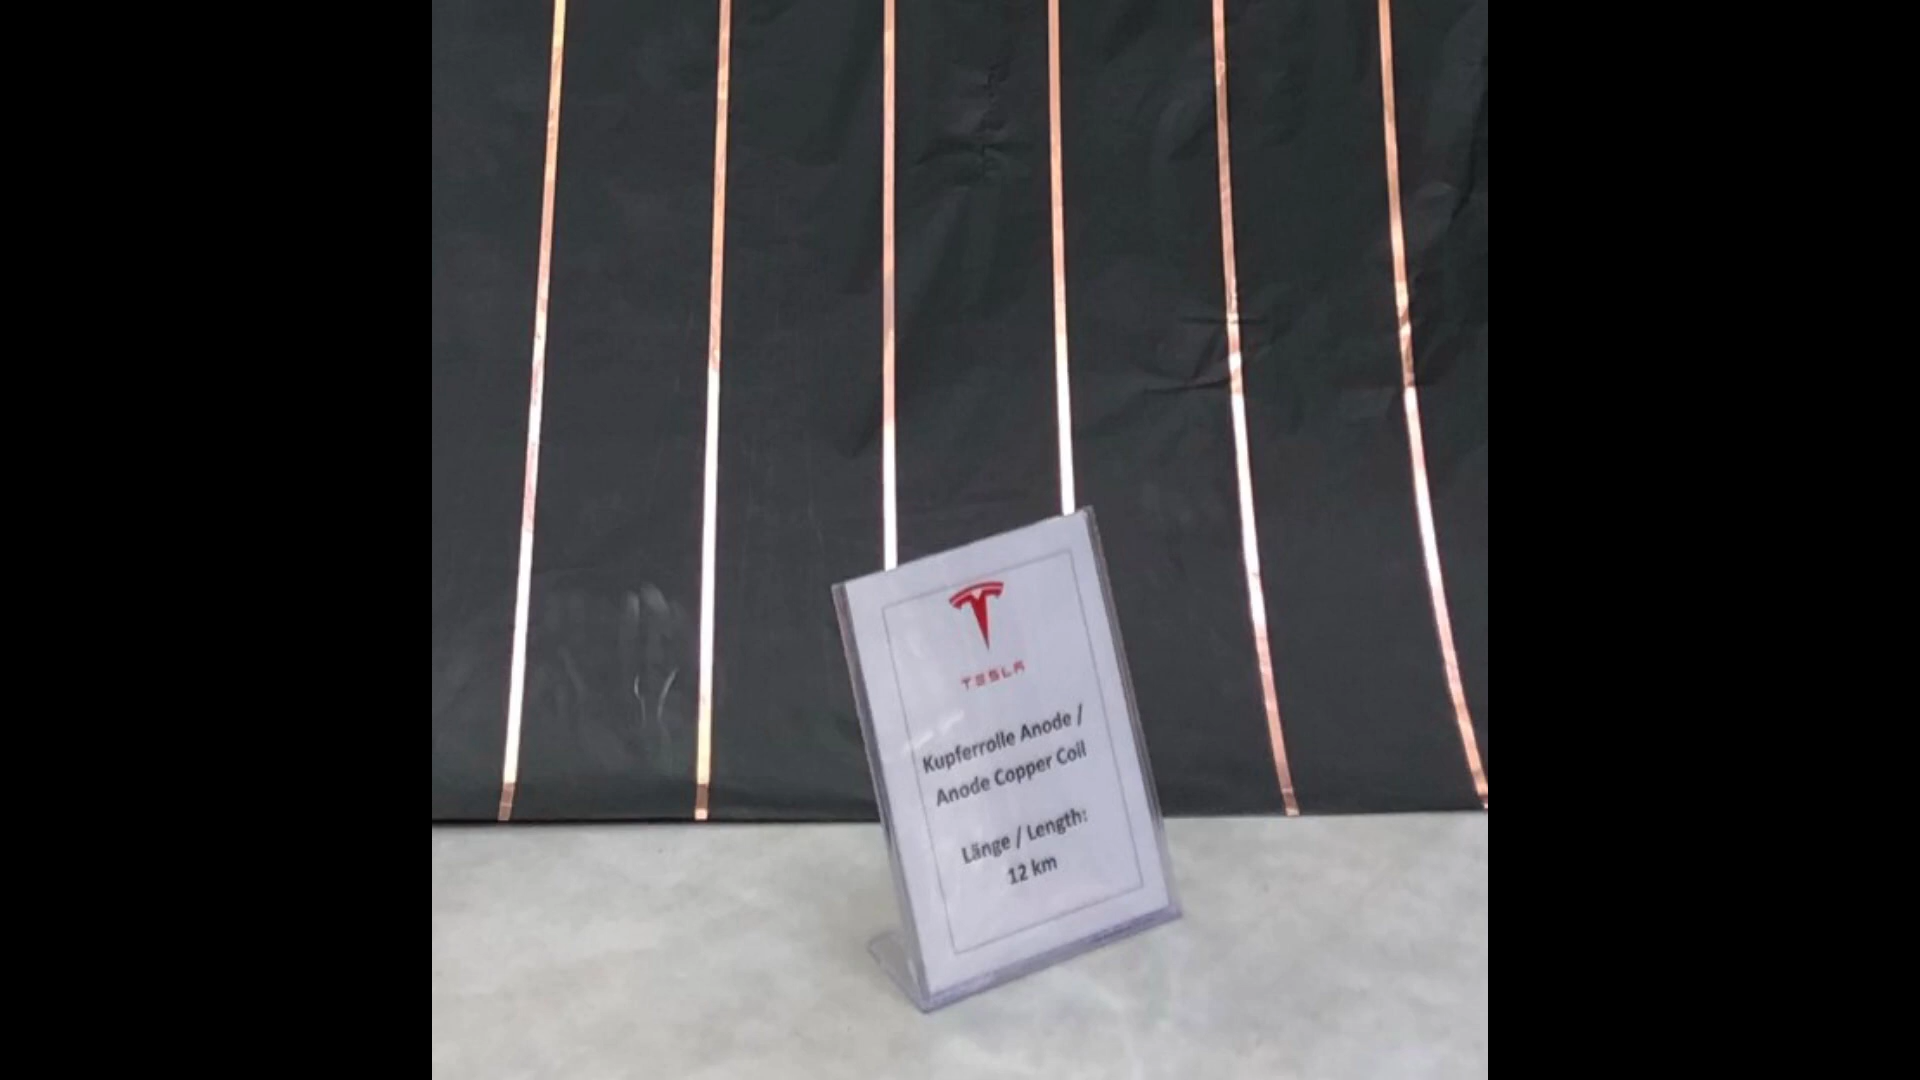 TESLA
Kupferrolle Anode /
Anode Copper Coil
Länge / Length:
12 km